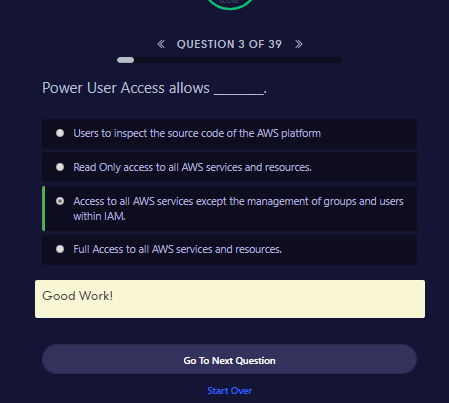 SCORE
« QUESTION 3 OF 39 »
Power User Access allows ________.
Users to inspect the source code of the AWS platform
Read Only access to all AWS services and resources.
Access to all AWS services except the management of groups and users
within IAM.
Full Access to all AWS services and resources.
Good Work!
Go To Next Question
Start Over